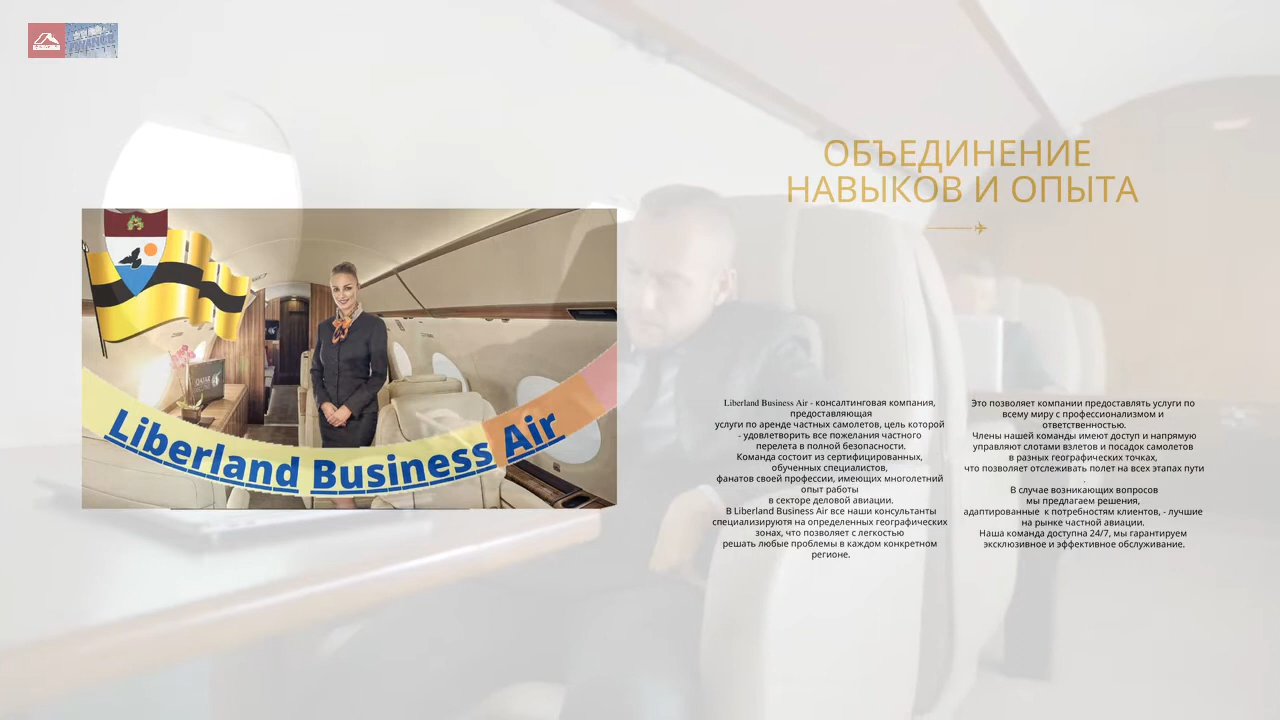 FINANCE
ОБЪЕДИНЕНИЕ
НАВЫКОВ И ОПЫТА
Liberland Business Air
Liberland Business Air - консалтинговая компания,
предоставляющая
услуги по аренде частных самолетов, цель которой
- удовлетворить все пожелания частного
перелета в полной безопасности.
Команда состоит из сертифицированных,
обученных специалистов,
фанатов своей профессии, имеющих многолетний
опыт работы
в секторе деловой авиации.
В Liberland Business Air все наши консультанты
специализируютя на определенных географических
зонах, что позволяет с легкостью
решать любые проблемы в каждом конкретном
регионе.
Это позволяет компании предоставлять услуги по
всему миру с профессионализмом и
ответственностью.
Члены нашей команды имеют доступ и напрямую
управляют слотами взлетов и посадок самолетов
в разных географических точках,
что позволяет отслеживать полет на всех этапах пути
.
В случае возникающих вопросов
мы предлагаем решения,
адаптированные к потребностям клиентов, - лучшие
на рынке частной авиации.
Наша команда доступна 24/7, мы гарантируем
эксклюзивное и эффективное обслуживание.